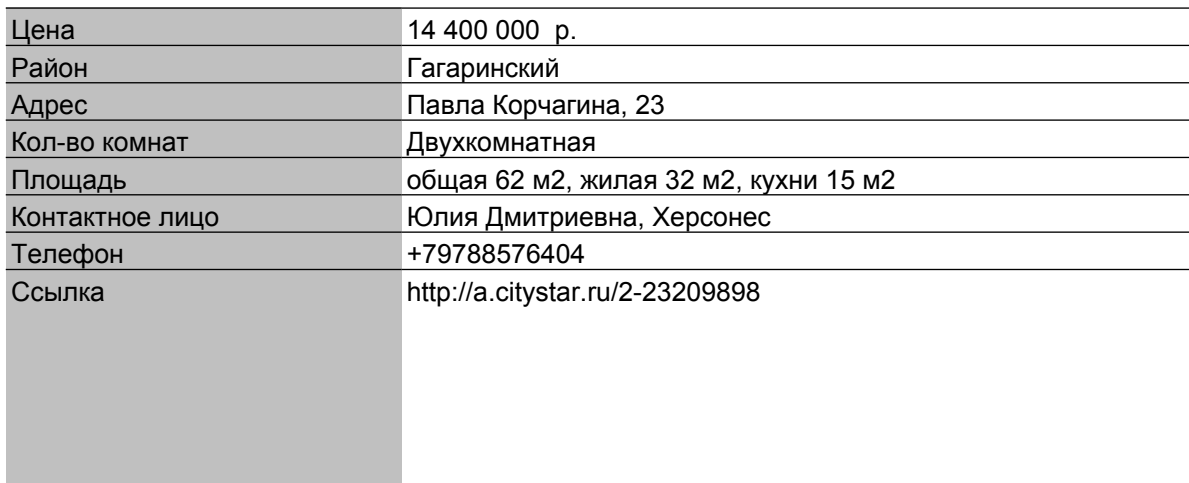 Цена 14 400 000 р.
Район Гагаринский
Адрес Павла Корчагина, 23
Кол-во комнат Двухкомнатная
Площадь общая 62 м2, жилая 32 м2, кухни 15 м2
Контактное лицо Юлия Дмитриевна, Херсонес
Телефон +79788576404
Ссылка http://a.citystar.ru/2-23209898